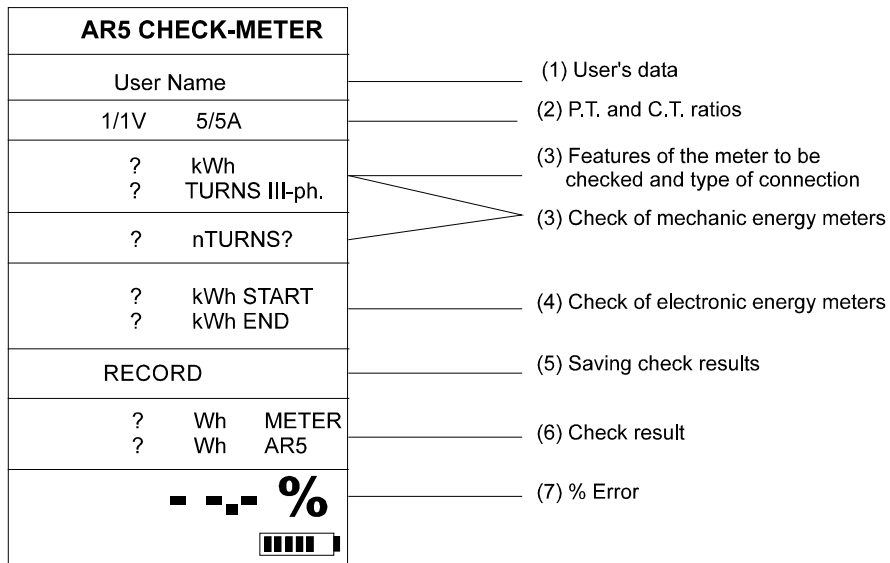 AR5 CHECK-METER
User Name
(1) User's data
1/1V 5/5A
(2) P.T. and C.T. ratios
? kWh
? TURNS III-ph.
(3) Features of the meter to be
checked and type of connection
(3) Check of mechanic energy meters
? nTURNS?
? kWh START
? kWh END
(4) Check of electronic energy meters
RECORD
(5) Saving check results
? Wh METER
? Wh AR5
(6) Check result
- -.- %
(7) % Error